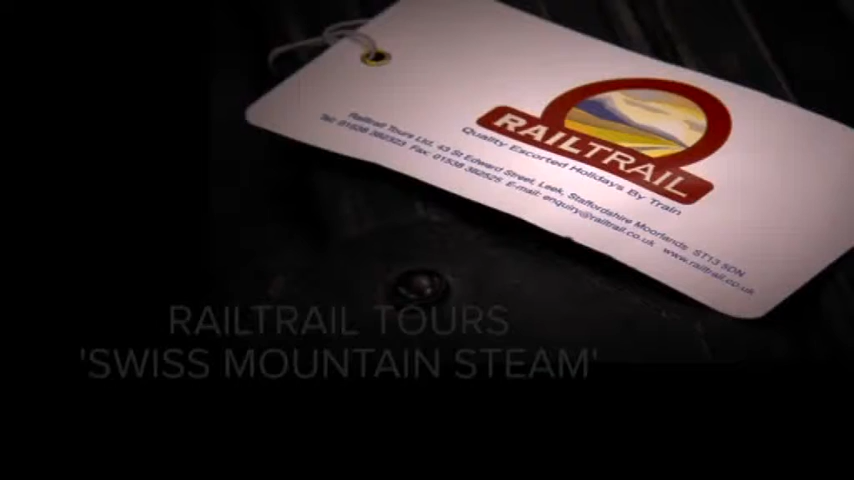 RAILTRAIL
Quality Escorted Holidays By Train
Railtrail Tours Ltd, 43 St Edward Street, Leek, Staffordshire Moorlands ST13 5DN
Tel: 01538 382323 Fax: 01538 382525 E-mail: enquiry@railtrail.co.uk www.railtrail.co.uk
RAILTRAIL TOURS
'SWISS MOUNTAIN STEAM'